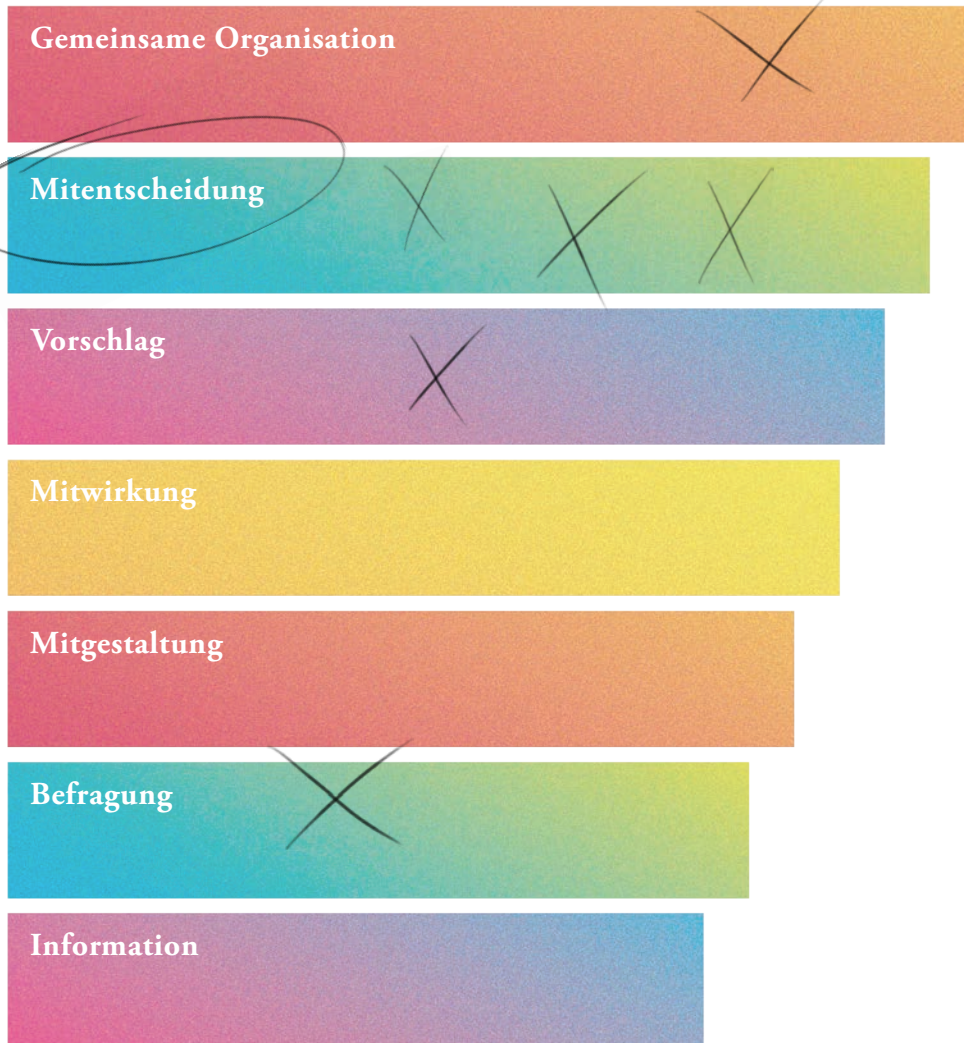 Gemeinsame Organisation
Mitentscheidung
Vorschlag
Mitwirkung
Mitgestaltung
Befragung
Information